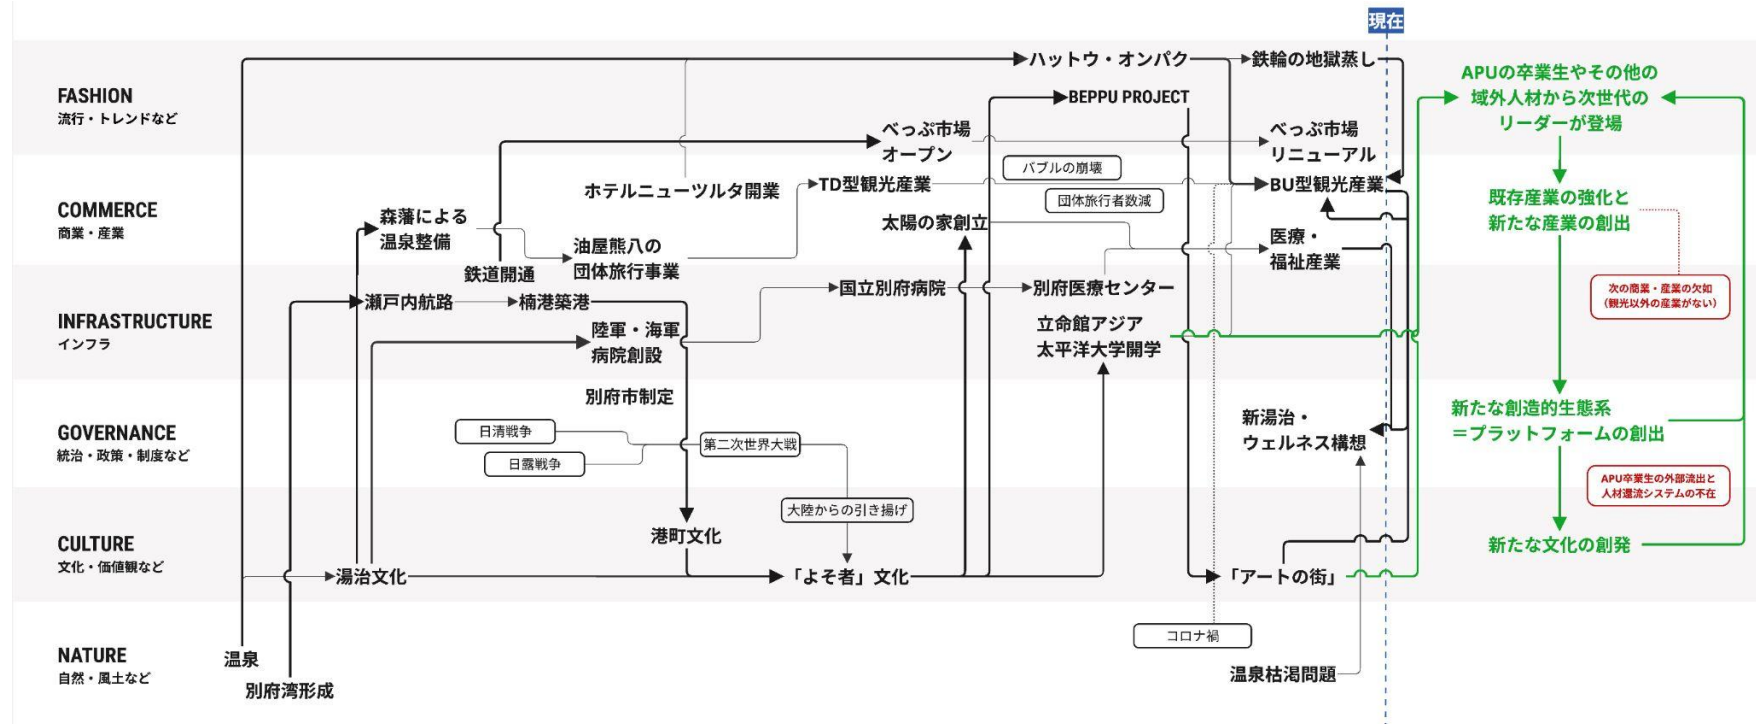 現在
FASHION
流行・トレンドなど
ハットウ・オンパク
鉄輪の地獄蒸し
BEPPU PROJECT
べっぷ市場
オープン
べっぷ市場
リニューアル
APUの卒業生やその他の
域外人材から次世代の
リーダーが登場
COMMERCE
商業・産業
森藩による
温泉整備
鉄道開通
油屋熊八の
団体旅行事業
ホテルニューツルタ開業
TD型観光産業
太陽の家創立
バブルの崩壊
団体旅行者数減
BU型観光産業
医療・
福祉産業
既存産業の強化と
新たな産業の創出
INFRASTRUCTURE
インフラ
瀬戸内航路
楠港築港
陸軍・海軍
病院創設
国立別府病院
別府医療センター
立命館アジア
太平洋大学開学
次の商業・産業の欠如
（観光以外の産業がない）
GOVERNANCE
統治・政策・制度など
別府市制定
日清戦争
日露戦争
第二次世界大戦
新湯治・
ウェルネス構想
新たな創造的生態系
＝プラットフォームの創出
APU卒業生の外部流出と
人材還流システムの不在
CULTURE
文化・価値観など
湯治文化
港町文化
大陸からの引き揚げ
「よそ者」文化
「アートの街」
新たな文化の創発
NATURE
自然・風土など
温泉
別府湾形成
コロナ禍
温泉枯渇問題